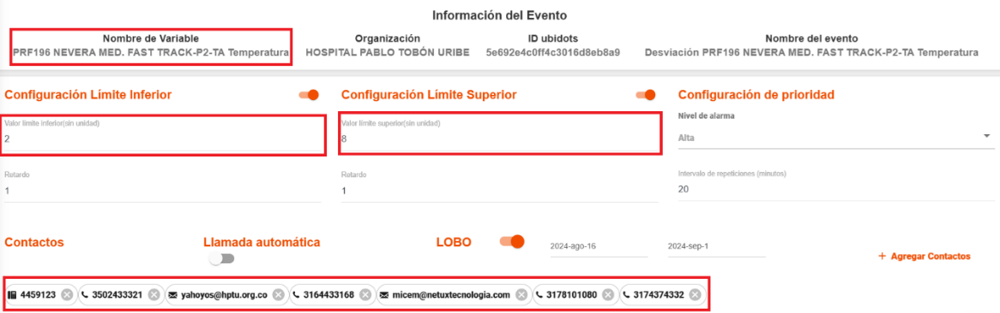 Información del Evento
Nombre de Variable Organización ID ubidots Nombre del evento
PRF196 NEVERA MED. FAST TRACK-P2-TA Temperatura HOSPITAL PABLO TOBÓN URIBE 5e692e4c0ff4c3016d8eb8a9 Desviación PRF196 NEVERA MED. FAST TRACK-P2-TA Temperatura
Configuración Límite Inferior Configuración Límite Superior Configuración de prioridad
Nivel de alarma
Valor límite inferior(sin unidad) Valor límite superior(sin unidad)
2 8 Alta
Retardo Retardo Intervalo de repeticiones (minutos)
1 1 20
Contactos Llamada automática LOBO 2024-ago-16 2024-sep-1
+ Agregar Contactos
4459123 3502433321 yahoyos@hptu.org.co 3164433168 micem@netuxtecnologia.com 3178101080 3174374332